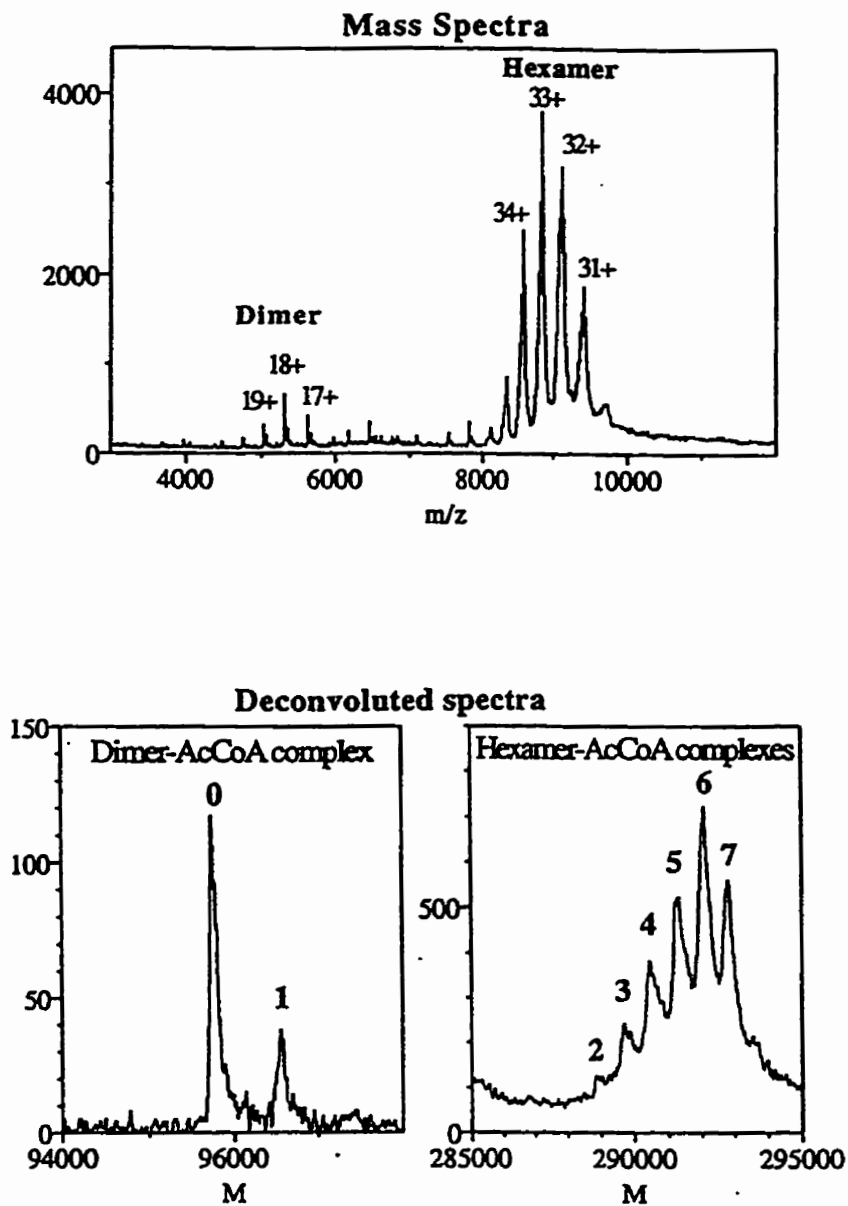 Mass Spectra
Hexamer
4000
33+
32+
34+
31+
2000
Dimer
18+
19+
17+
0
4000 6000 8000 10000
m/z
Deconvoluted spectra
150
Dimer-AcCoA complex
Hexamer-AcCoA complexes
0
6
5
7
100
500
4
50
1
3
2
0
0
94000 96000
285000 290000 295000
M
M